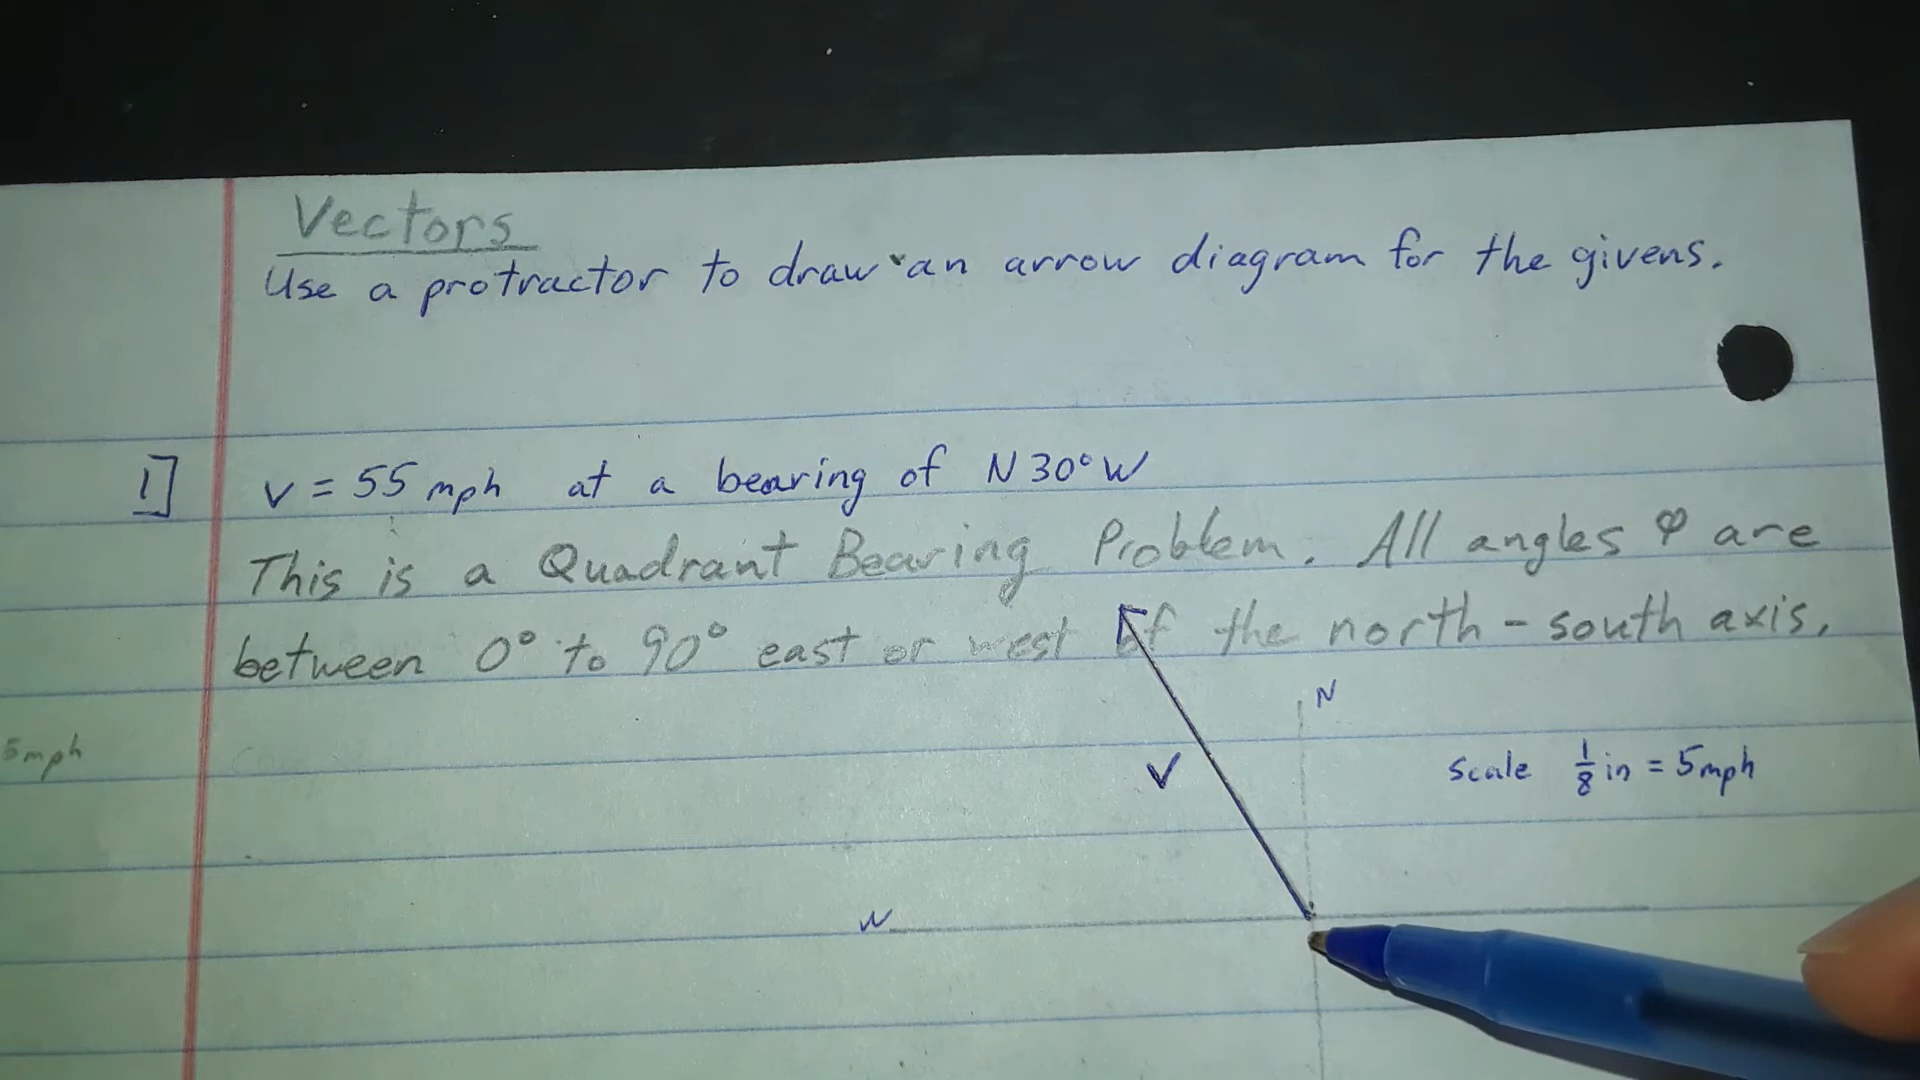 Vectors
Use a protractor to draw an arrow diagram for the givens.
1] v = 55 mph at a bearing of N30°W
This is a Quadrant Bearing Problem. All angles φ are
between 0° to 90° east or west of the north-south axis.
N
5mph
V
Scale 1/8 in = 5mph
W